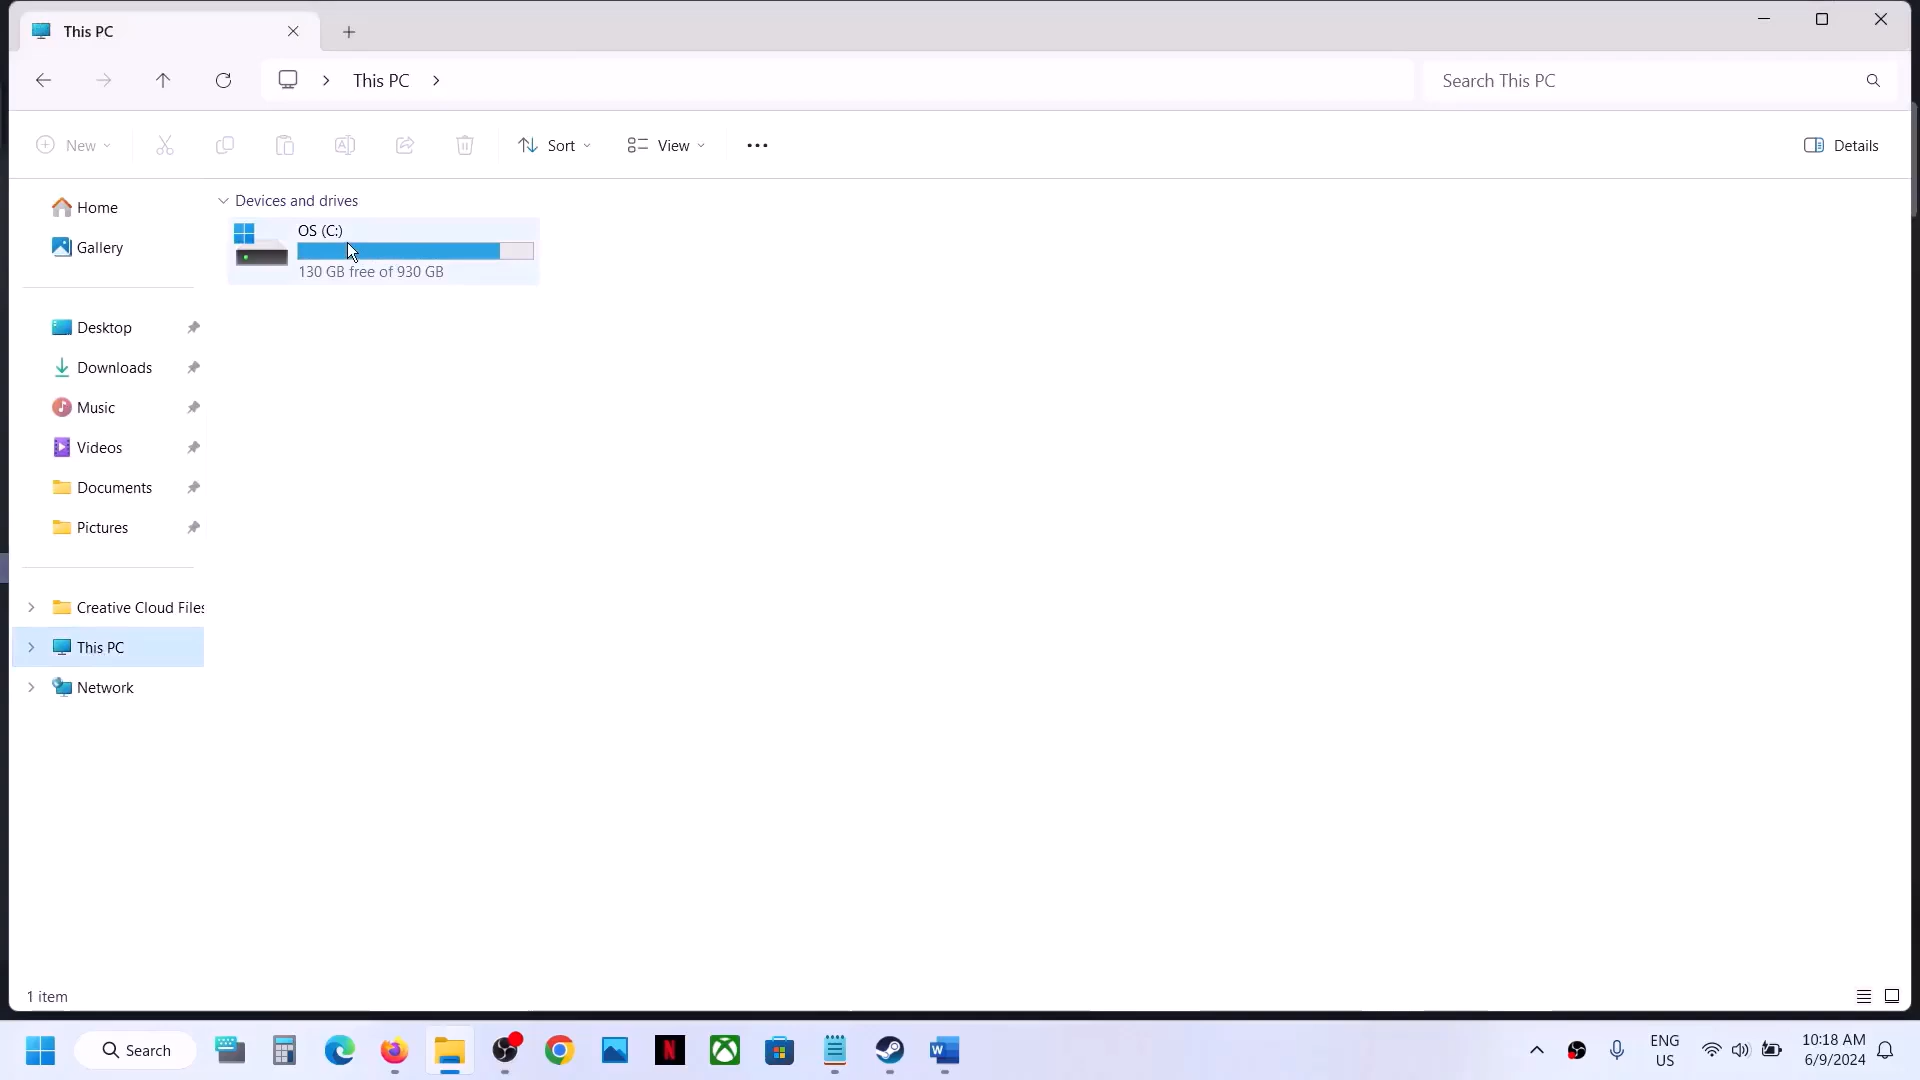 This PC
This PC
Search This PC
New
Sort
View
Details
Home
Gallery
Desktop
Downloads
Music
Videos
Documents
Pictures
Creative Cloud Files
This PC
Network
Devices and drives
OS (C:)
130 GB free of 930 GB
1 item
Search
ENG
US
10:18 AM
6/9/2024